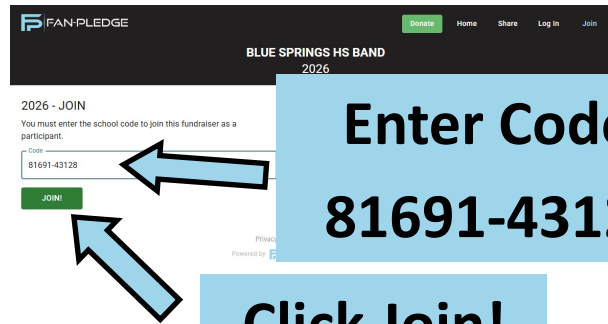 FAN-PLEDGE
Donate Home Share Log In Join
BLUE SPRINGS HS BAND
2026
2026 - JOIN
You must enter the school code to join this fundraiser as a
participant.
Code
81691-43128
JOIN!
Enter Code
81691-4312
Privacy
Powered by
Click Join!